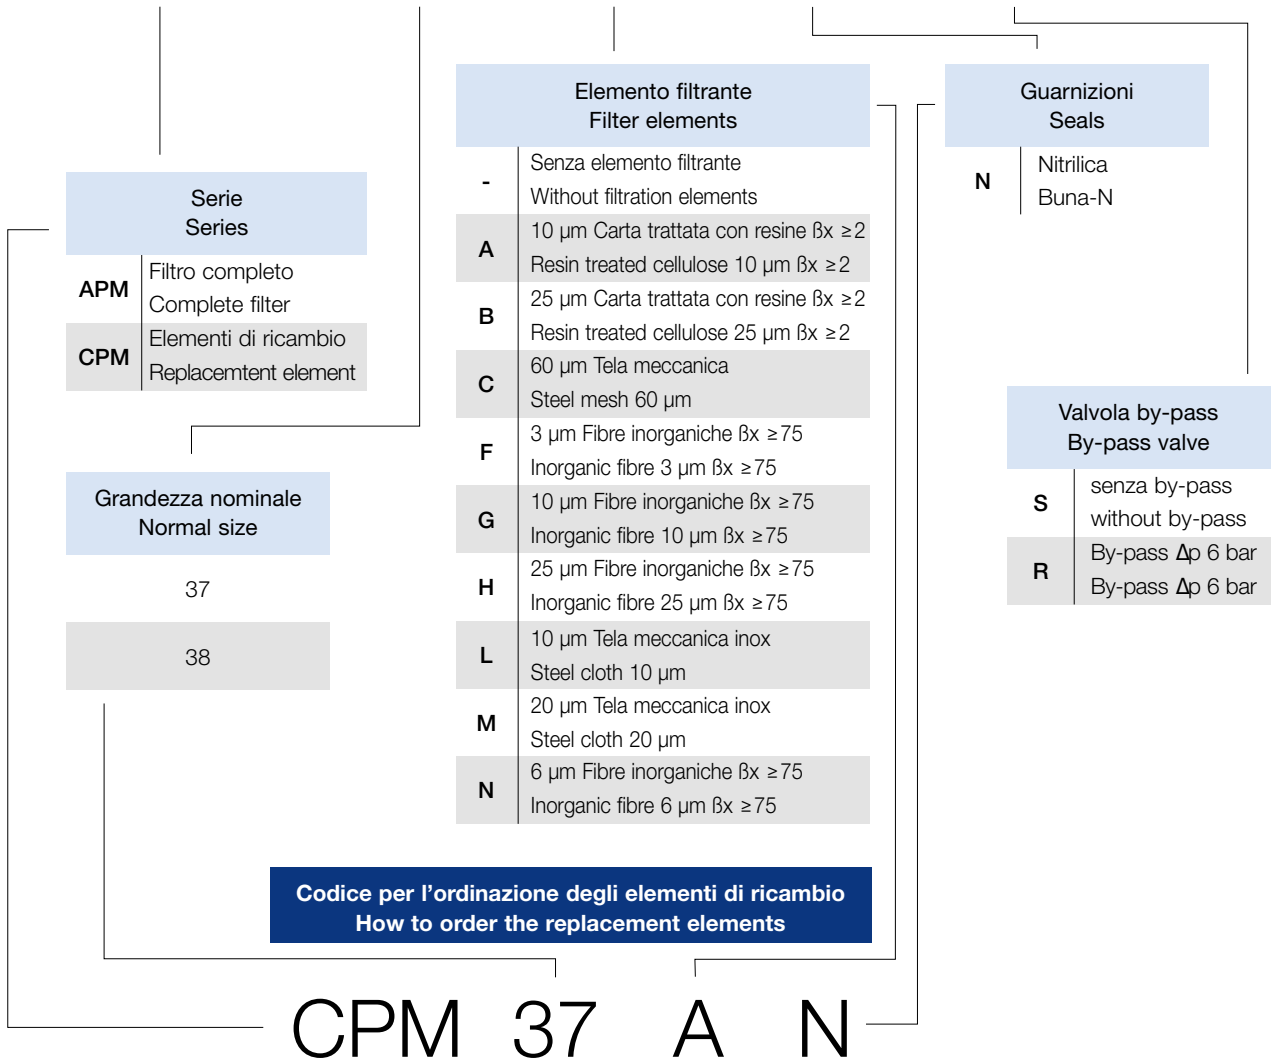 Serie
Series
APM
Filtro completo
Complete filter
CPM
Elementi di ricambio
Replacemtent element
Grandezza nominale
Normal size
37
38
Elemento filtrante
Filter elements
-
Senza elemento filtrante
Without filtration elements
A
10 µm Carta trattata con resine ßx ≥2
Resin treated cellulose 10 µm ßx ≥2
B
25 µm Carta trattata con resine ßx ≥2
Resin treated cellulose 25 µm ßx ≥2
C
60 µm Tela meccanica
Steel mesh 60 µm
F
3 µm Fibre inorganiche ßx ≥75
Inorganic fibre 3 µm ßx ≥75
G
10 µm Fibre inorganiche ßx ≥75
Inorganic fibre 10 µm ßx ≥75
H
25 µm Fibre inorganiche ßx ≥75
Inorganic fibre 25 µm ßx ≥75
L
10 µm Tela meccanica inox
Steel cloth 10 µm
M
20 µm Tela meccanica inox
Steel cloth 20 µm
N
6 µm Fibre inorganiche ßx ≥75
Inorganic fibre 6 µm ßx ≥75
Guarnizioni
Seals
N
Nitrilica
Buna-N
Valvola by-pass
By-pass valve
S
senza by-pass
without by-pass
R
By-pass Δp 6 bar
By-pass Δp 6 bar
Codice per l’ordinazione degli elementi di ricambio
How to order the replacement elements
CPM 37 A N